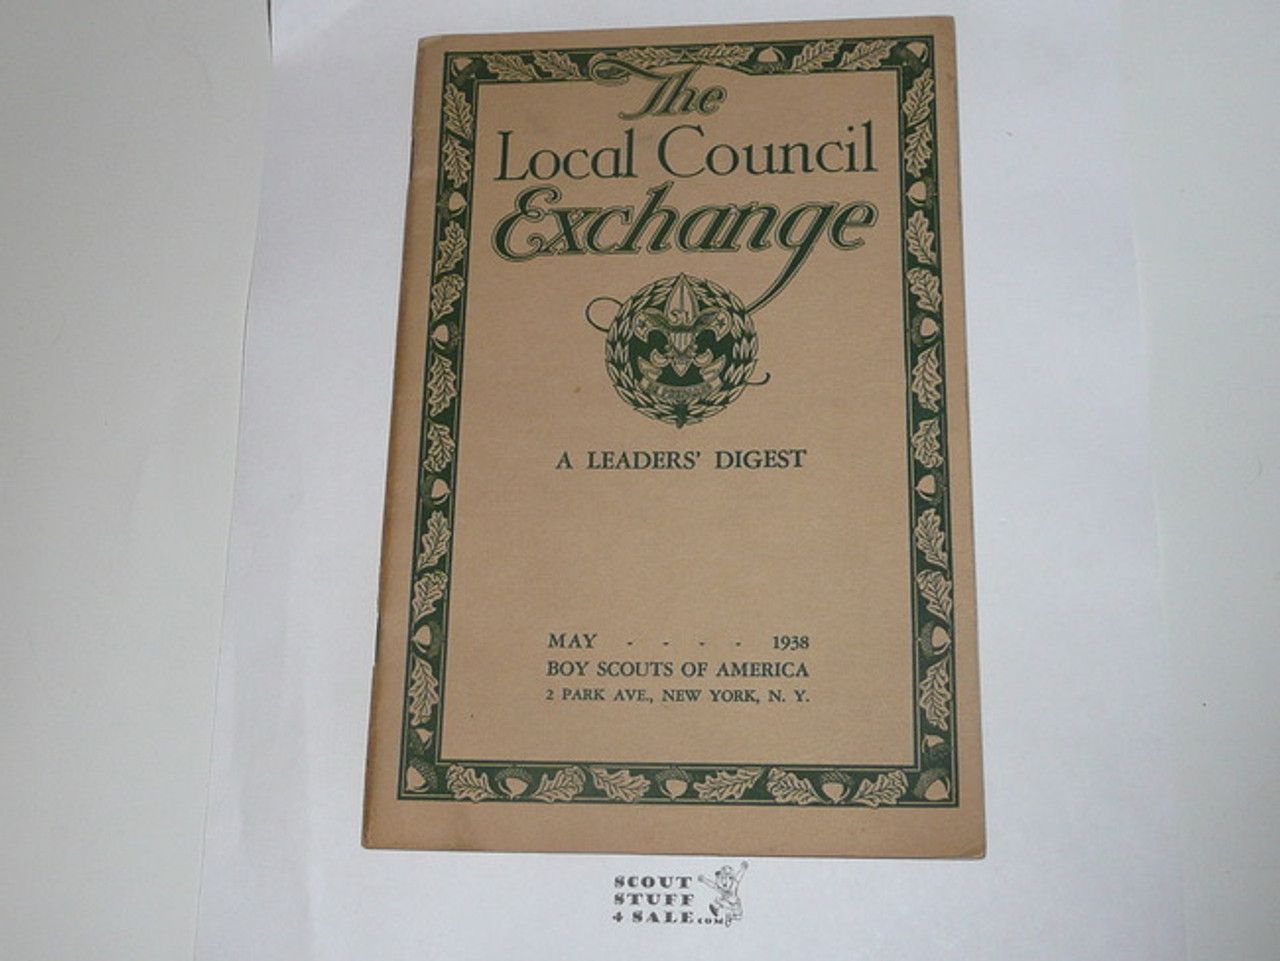 The
Local Council
Exchange
A LEADERS' DIGEST
MAY - - - - 1938
BOY SCOUTS OF AMERICA
2 PARK AVE., NEW YORK, N. Y.
SCOUT
STUFF
4 SALE.COM